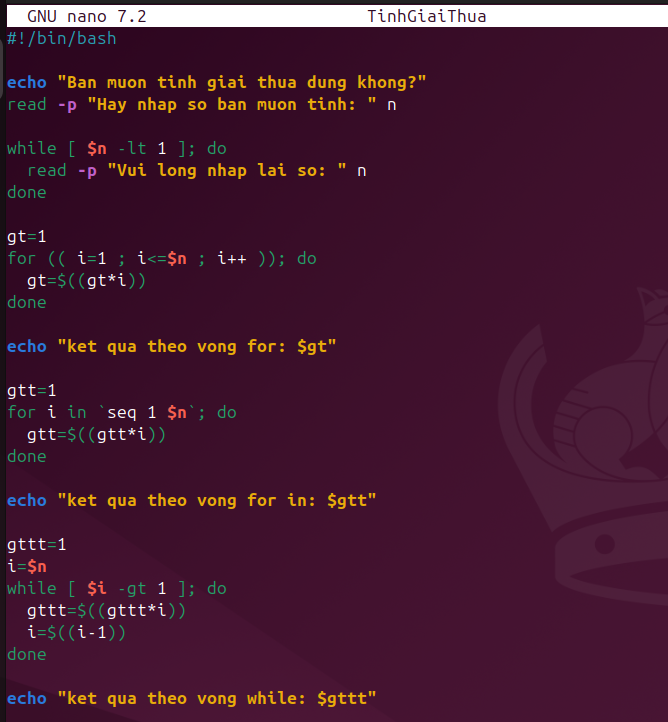 GNU nano 7.2 TinhGiaiThua
#!/bin/bash
echo "Ban muon tinh giai thua dung khong?"
read -p "Hay nhap so ban muon tinh: " n
while [ $n -lt 1 ]; do
  read -p "Vui long nhap lai so: " n
done
gt=1
for (( i=1 ; i<=$n ; i++ )); do
  gt=$((gt*i))
done
echo "ket qua theo vong for: $gt"
gtt=1
for i in `seq 1 $n`; do
  gtt=$((gtt*i))
done
echo "ket qua theo vong for in: $gtt"
gttt=1
i=$n
while [ $i -gt 1 ]; do
  gttt=$((gttt*i))
  i=$((i-1))
done
echo "ket qua theo vong while: $gttt"